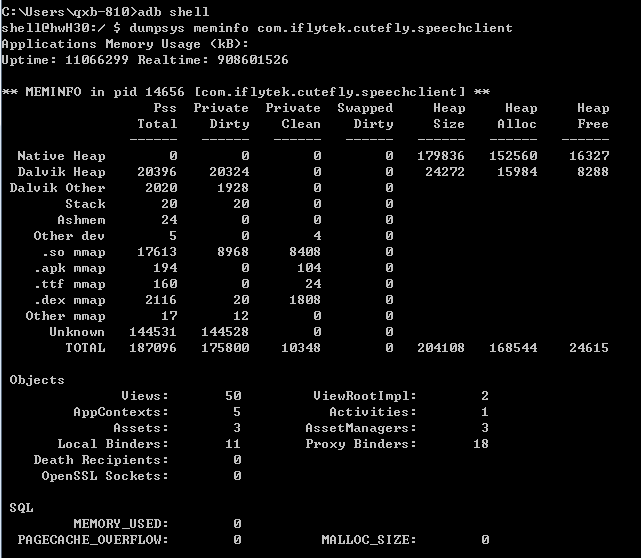 C:\Users\qxb-810>adb shell
shell@hwH30:/ $ dumpsys meminfo com.iflytek.cutefly.speechclient
Applications Memory Usage (kB):
Uptime: 11066299 Realtime: 908601526
** MEMINFO in pid 14656 [com.iflytek.cutefly.speechclient] **
Pss Private Private Swapped Heap Heap Heap
Total Dirty Clean Dirty Size Alloc Free
------ ------ ------ ------ ------ ------ ------
Native Heap 0 0 0 0 179836 152560 16327
Dalvik Heap 20396 20324 0 0 24272 15984 8288
Dalvik Other 2020 1928 0 0
Stack 20 20 0 0
Ashmem 24 0 0 0
Other dev 5 0 4 0
.so mmap 17613 8968 8408 0
.apk mmap 194 0 104 0
.ttf mmap 160 0 24 0
.dex mmap 2116 20 1808 0
Other mmap 17 12 0 0
Unknown 144531 144528 0 0
TOTAL 187096 175800 10348 0 204108 168544 24615
Objects
Views: 50 ViewRootImpl: 2
AppContexts: 5 Activities: 1
Assets: 3 AssetManagers: 3
Local Binders: 11 Proxy Binders: 18
Death Recipients: 0
OpenSSL Sockets: 0
SQL
MEMORY_USED: 0
PAGECACHE_OVERFLOW: 0 MALLOC_SIZE: 0